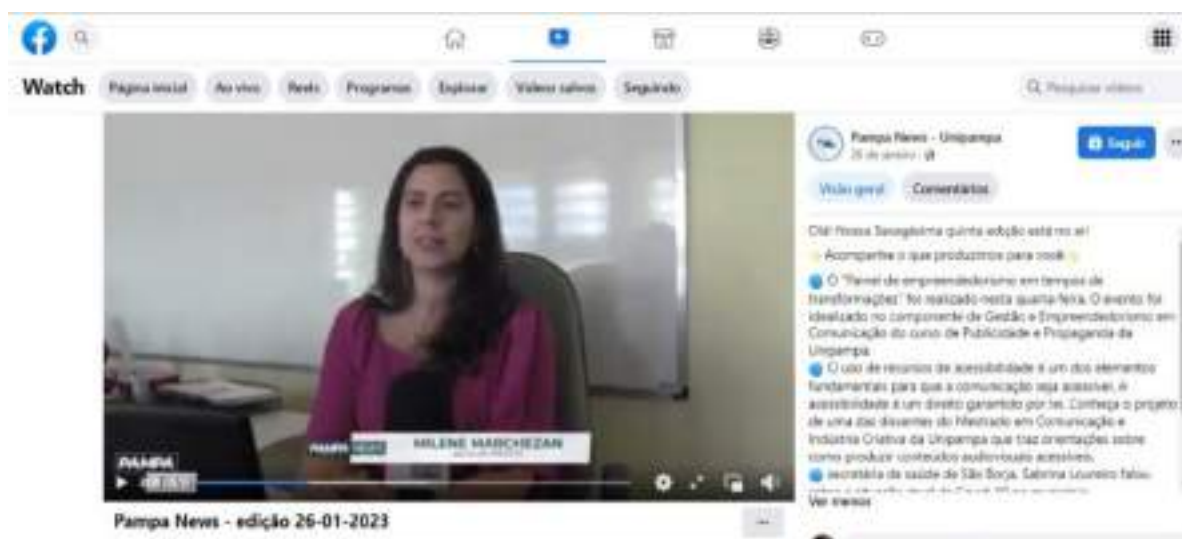 Watch
Página inicial
Ao vivo
Reels
Programas
Explorar
Vídeos salvos
Seguindo
Pesquisar vídeos
PAMPA NEWS
MILENE MARCHEZAN
PAMPA
Pampa News - edição 26-01-2023
Pampa News - Unipampa
26 de janeiro
Seguir
Visão geral
Comentários
Olá! Nossa Sexagésima quinta edição está no ar!
Acompanhe o que produzimos para você
O "Painel de empreendedorismo em tempos de
transformações" foi realizado nesta quarta-feira. O evento foi
idealizado no componente de Gestão e Empreendedorismo em
Comunicação do curso de Publicidade e Propaganda da
Unipampa
O uso de recursos de acessibilidade é um dos elementos
fundamentais para que a comunicação seja acessível. A
acessibilidade é um direito garantido por lei. Conheça o projeto
de uma das discentes do Mestrado em Comunicação e
Indústria Criativa da Unipampa que traz orientações sobre
como produzir conteúdos audiovisuais acessíveis.
secretária da saúde de São Borja, Sabrina Loureiro falou
Ver menos